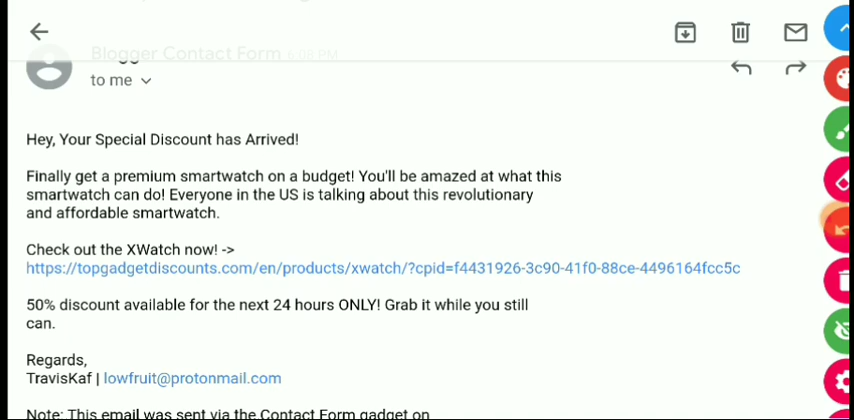 Blogger Contact Form 6:08 PM
to me
Hey, Your Special Discount has Arrived!
Finally get a premium smartwatch on a budget! You'll be amazed at what this
smartwatch can do! Everyone in the US is talking about this revolutionary
and affordable smartwatch.
Check out the XWatch now! ->
https://topgadgetdiscounts.com/en/products/xwatch/?cpid=f4431926-3c90-41f0-88ce-4496164fcc5c
50% discount available for the next 24 hours ONLY! Grab it while you still
can.
Regards,
TravisKaf | lowfruit@protonmail.com
Note: This email was sent via the Contact Form gadget on